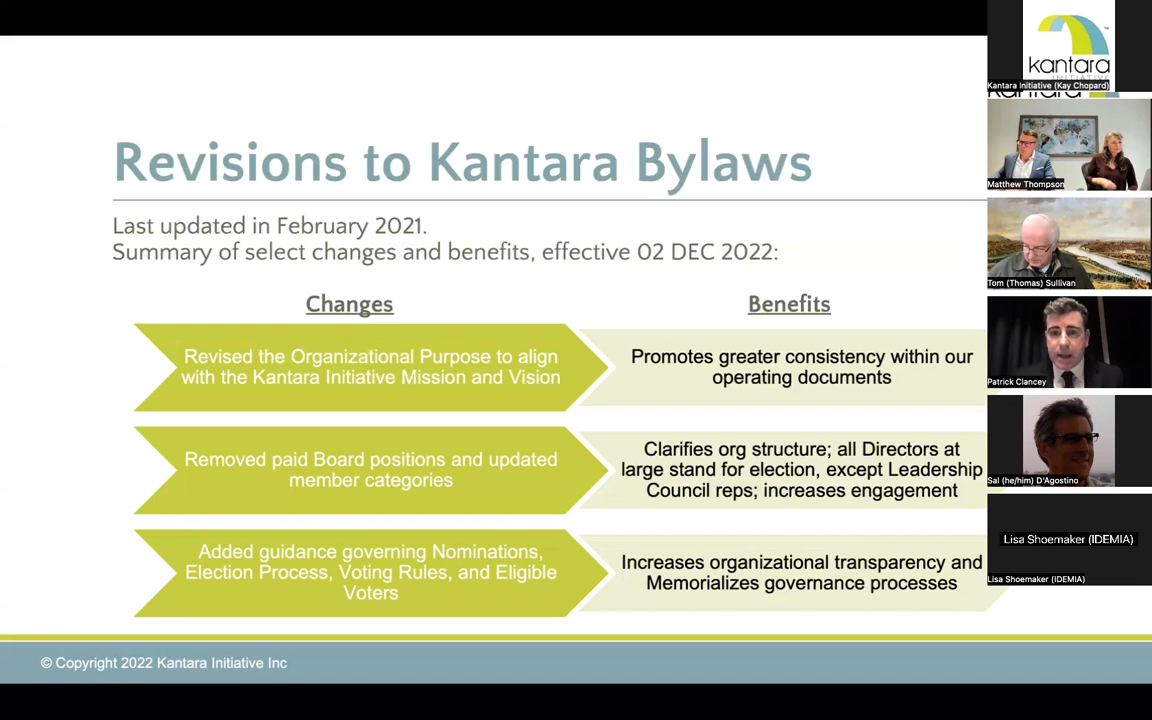 Revisions to Kantara Bylaws
Last updated in February 2021.
Summary of select changes and benefits, effective 02 DEC 2022:
Changes
Benefits
Revised the Organizational Purpose to align
with the Kantara Initiative Mission and Vision
Promotes greater consistency within our
operating documents
Removed paid Board positions and updated
member categories
Clarifies org structure; all Directors at
large stand for election, except Leadership
Council reps; increases engagement
Added guidance governing Nominations,
Election Process, Voting Rules, and Eligible
Voters
Increases organizational transparency and
Memorializes governance processes
© Copyright 2022 Kantara Initiative Inc
kantara
INITIATIVE
Kantara Initiative (Kay Chopard)
Matthew Thompson
Tom (Thomas) Sullivan
Patrick Clancey
Sal (he/him) D'Agostino
Lisa Shoemaker (IDEMIA)
Lisa Shoemaker (IDEMIA)